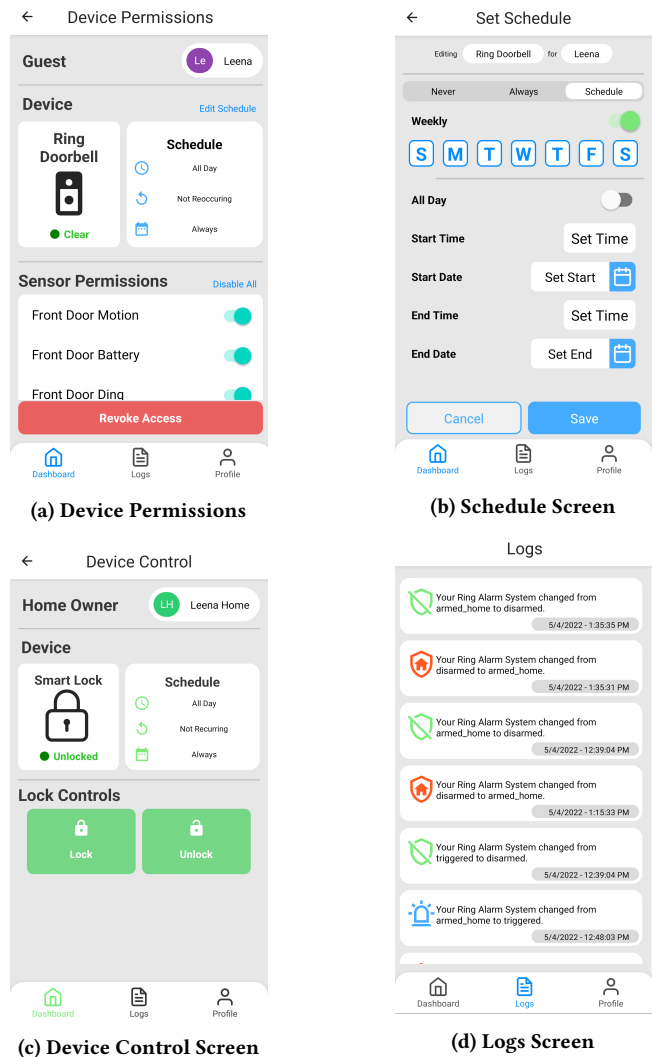 Device Permissions
Guest
Le
Leena
Device
Edit Schedule
Ring
Doorbell
Clear
Schedule
All Day
Not Reoccuring
Always
Sensor Permissions
Disable All
Front Door Motion
Front Door Battery
Front Door Ding
Revoke Access
Dashboard
Logs
Profile
(a) Device Permissions
Set Schedule
Editing Ring Doorbell for Leena
Never Always Schedule
Weekly
S M T W T F S
All Day
Start Time Set Time
Start Date Set Start
End Time Set Time
End Date Set End
Cancel Save
Dashboard
Logs
Profile
(b) Schedule Screen
Device Control
Home Owner
LH
Leena Home
Device
Smart Lock
Unlocked
Schedule
All Day
Not Recurring
Always
Lock Controls
Lock
Unlock
Dashboard
Logs
Profile
(c) Device Control Screen
Logs
Your Ring Alarm System changed from
armed_home to disarmed.
5/4/2022 - 1:35:35 PM
Your Ring Alarm System changed from
disarmed to armed_home.
5/4/2022 - 1:35:31 PM
Your Ring Alarm System changed from
armed_home to disarmed.
5/4/2022 - 12:39:04 PM
Your Ring Alarm System changed from
disarmed to armed_home.
5/4/2022 - 1:15:33 PM
Your Ring Alarm System changed from
triggered to disarmed.
5/4/2022 - 12:39:04 PM
Your Ring Alarm System changed from
armed_home to triggered.
5/4/2022 - 12:48:03 PM
Dashboard
Logs
Profile
(d) Logs Screen